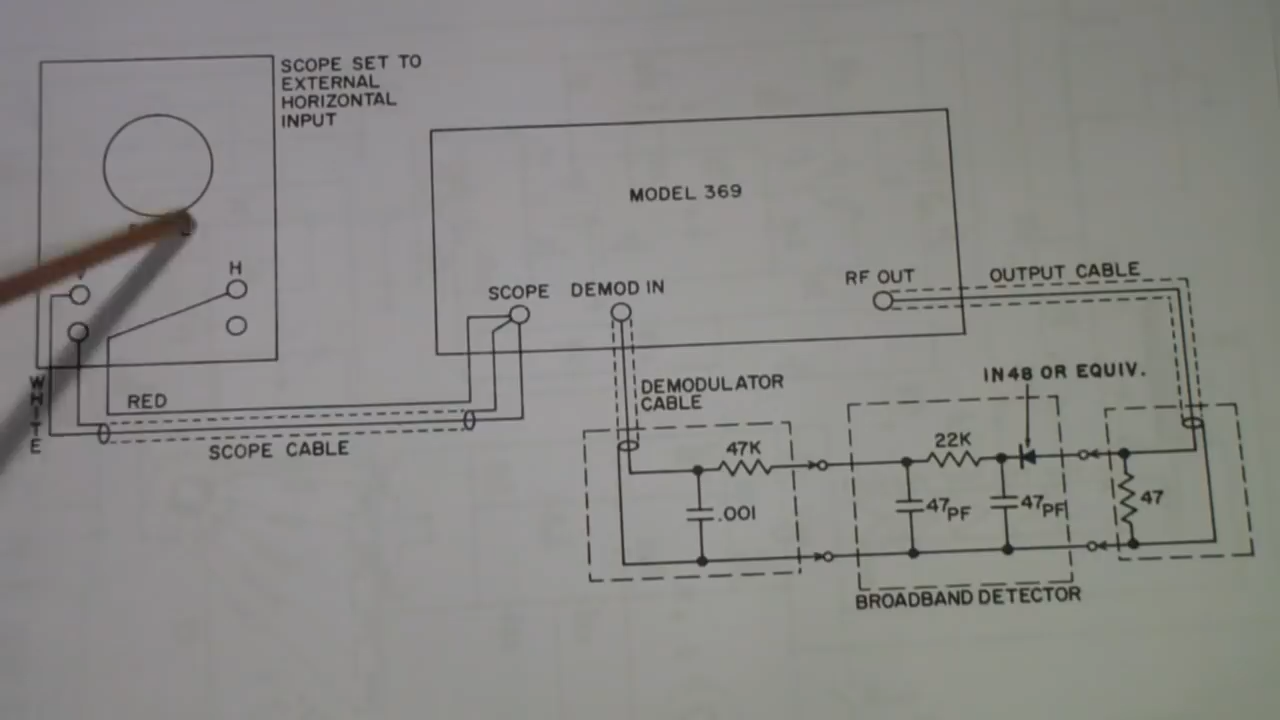 SCOPE SET TO
EXTERNAL
HORIZONTAL
INPUT
MODEL 369
H
SCOPE
DEMOD IN
RF OUT
OUTPUT CABLE
WHITE
RED
SCOPE CABLE
DEMODULATOR
CABLE
IN48 OR EQUIV.
47K
.001
22K
47PF
47PF
47
BROADBAND DETECTOR